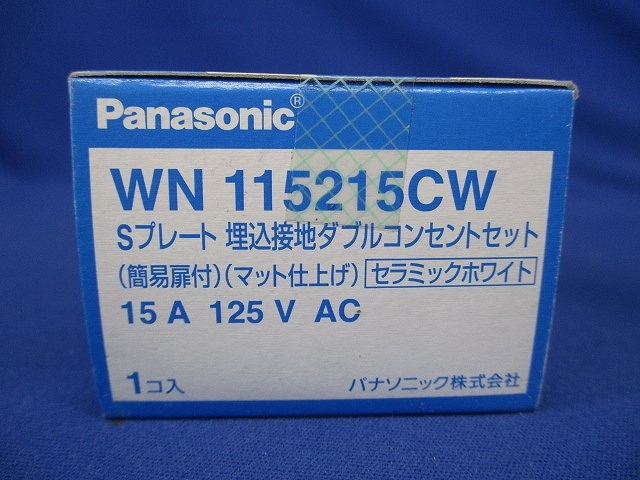 Panasonic®
WN 115215CW
Sプレート 埋込接地ダブルコンセントセット
(簡易扉付)(マット仕上げ) セラミックホワイト
15 A 125 V AC
1コ入
パナソニック株式会社